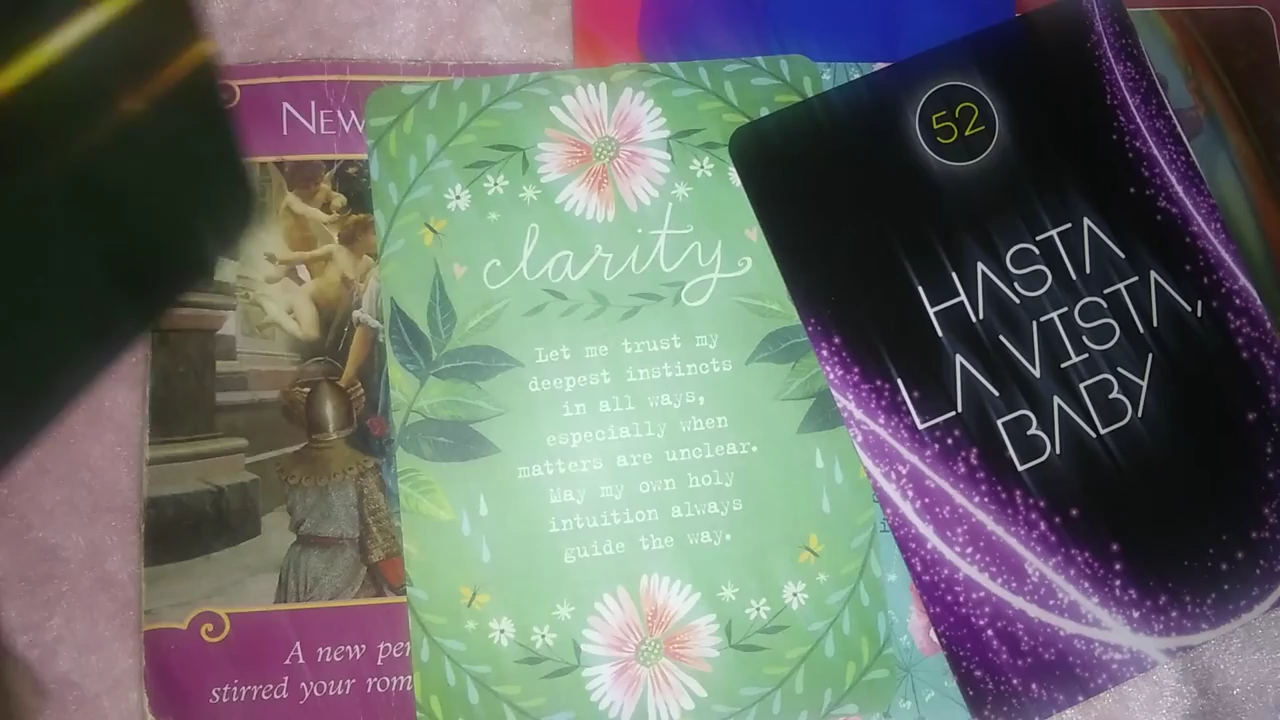 New
A new per
stirred your rom
clarity
Let me trust my
deepest instincts
in all ways,
especially when
matters are unclear.
May my own holy
intuition always
guide the way.
52
HASTA
LA VISTA,
BABY
i